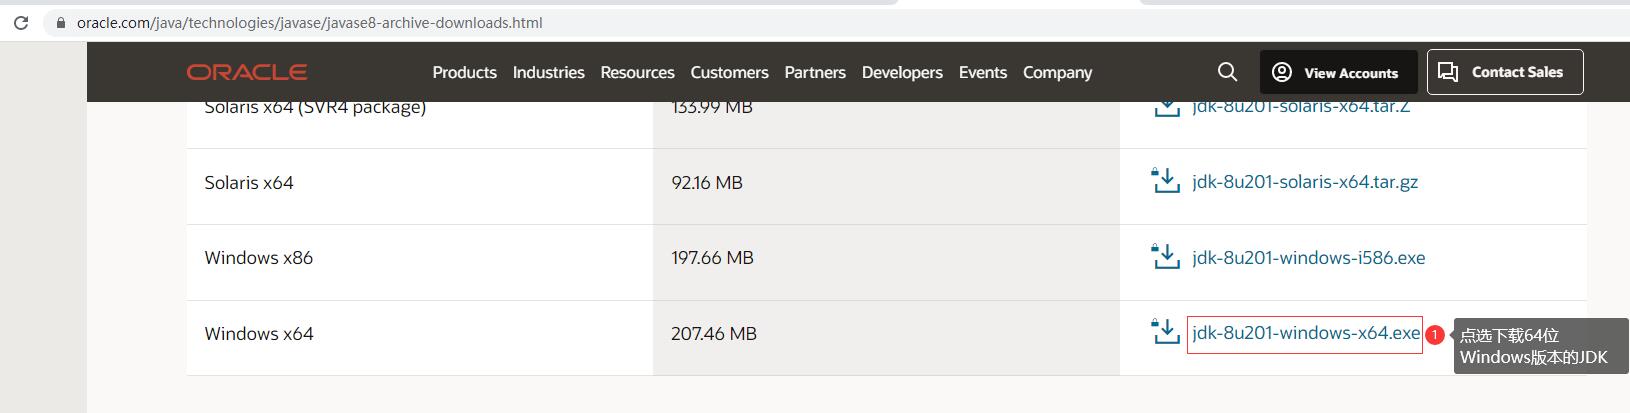 oracle.com/java/technologies/javase/javase8-archive-downloads.html
ORACLE Products Industries Resources Customers Partners Developers Events Company View Accounts Contact Sales
Solaris x64 (SVR4 package) 133.99 MB jdk-8u201-solaris-x64.tar.Z
Solaris x64 92.16 MB jdk-8u201-solaris-x64.tar.gz
Windows x86 197.66 MB jdk-8u201-windows-i586.exe
Windows x64 207.46 MB jdk-8u201-windows-x64.exe 1 点选下载64位
Windows版本的JDK